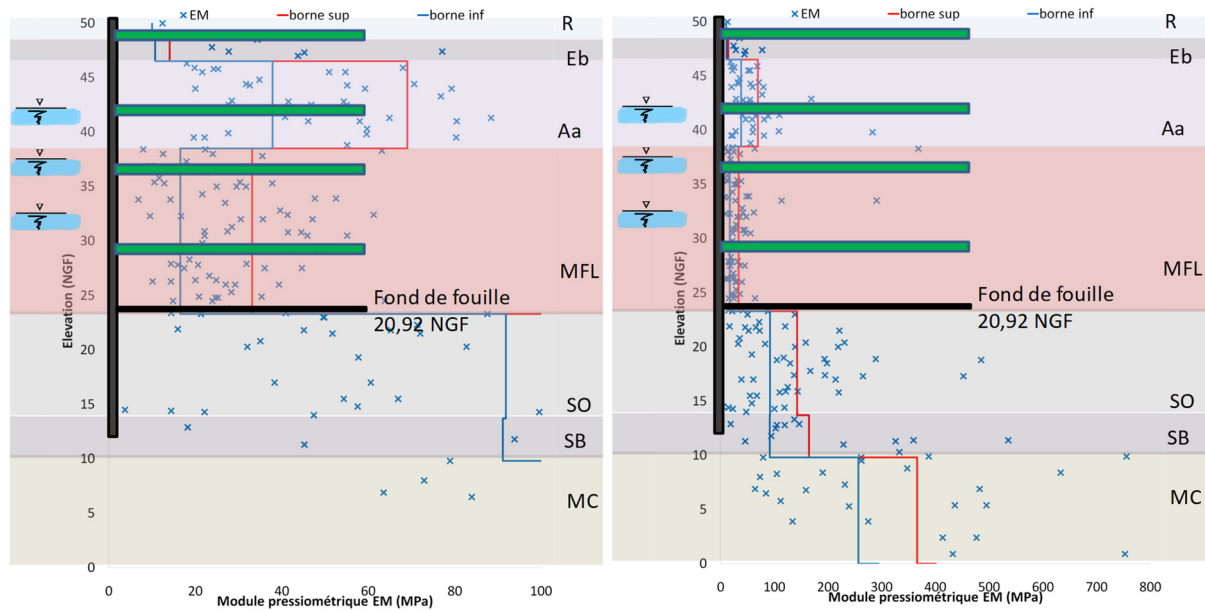 EM borne sup borne inf
50
45
40
35
30
25
20
15
10
5
0
Elevation (NGF)
R
Eb
Aa
MFL
SO
SB
MC
Fond de fouille
20,92 NGF
0 20 40 60 80 100
Module pressiométrique EM (MPa)
EM borne sup borne inf
50
45
40
35
30
25
20
15
10
5
0
Elevation (NGF)
R
Eb
Aa
MFL
SO
SB
MC
Fond de fouille
20,92 NGF
0 100 200 300 400 500 600 700 800
Module pressiométrique EM (MPa)